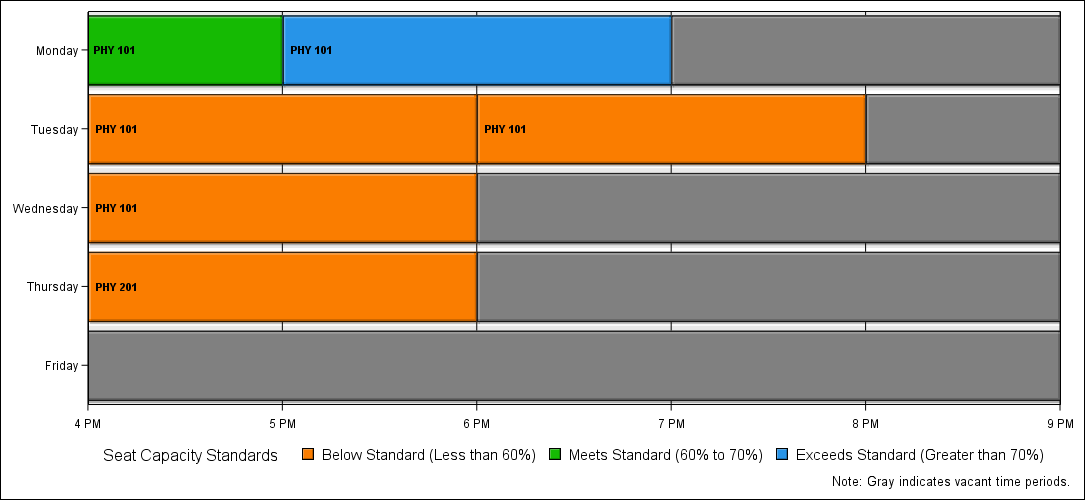 Monday PHY 101 PHY 101
Tuesday PHY 101 PHY 101
Wednesday PHY 101
Thursday PHY 201
Friday
4 PM 5 PM 6 PM 7 PM 8 PM 9 PM
Seat Capacity Standards Below Standard (Less than 60%) Meets Standard (60% to 70%) Exceeds Standard (Greater than 70%)
Note: Gray indicates vacant time periods.